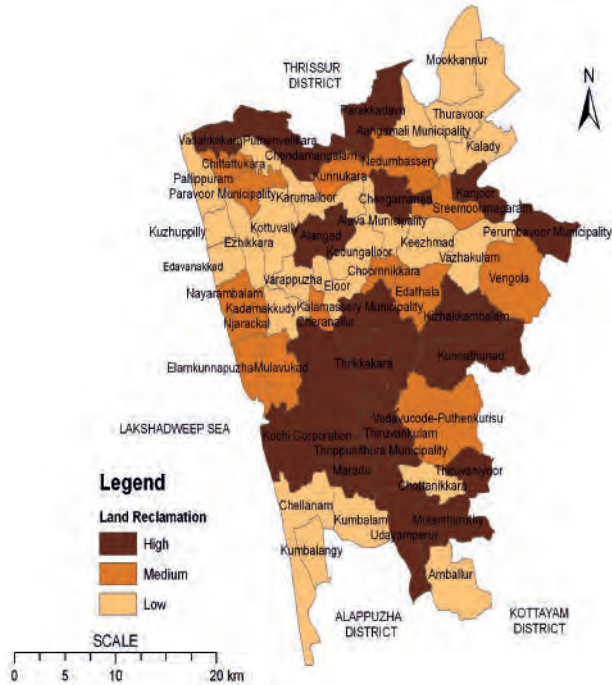 Mookkannur
THRISSUR
DISTRICT
N
Parakkadavu
Thuravoor
Aangamali Municipality
Vadakkekara Puthenvelikara
Kalady
Chendamangalam
Chittattukara
Nedumbassery
Kunnukara
Pallippuram
Kanjoor
Paravoor Municipality
Karumalloor
Chengamanad
Sreemoolanagaram
Aluva Municipality
Perumbavoor Municipality
Kuzhuppilly
Kottuvally
Alangad
Ezhikkara
Keezhmad
Kodungalloor
Vazhakulam
Edavanakkad
Choornnikkara
Varappuzha
Eloor
Vengola
Nayarambalam
Edathala
Kadamakkudy
Kalamassery Municipality
Njarackal
Cheranallur
Kizhakkambalam
Kunnathunad
Thrikkakara
Elamkunnapuzha Mulavukad
Vadavucode-Puthenkurisu
LAKSHADWEEP SEA
Kochi Corporation
Thiruvankulam
Thrippunithura Municipality
Maradu
Thiruvaniyoor
Chottanikkara
Legend
Land Reclamation
High
Medium
Low
Chellanam
Kumbalam
Mulanthuruthy
Udayamperur
Kumbalangy
Amballur
ALAPPUZHA
DISTRICT
KOTTAYAM
DISTRICT
SCALE
0 5 10 20 km